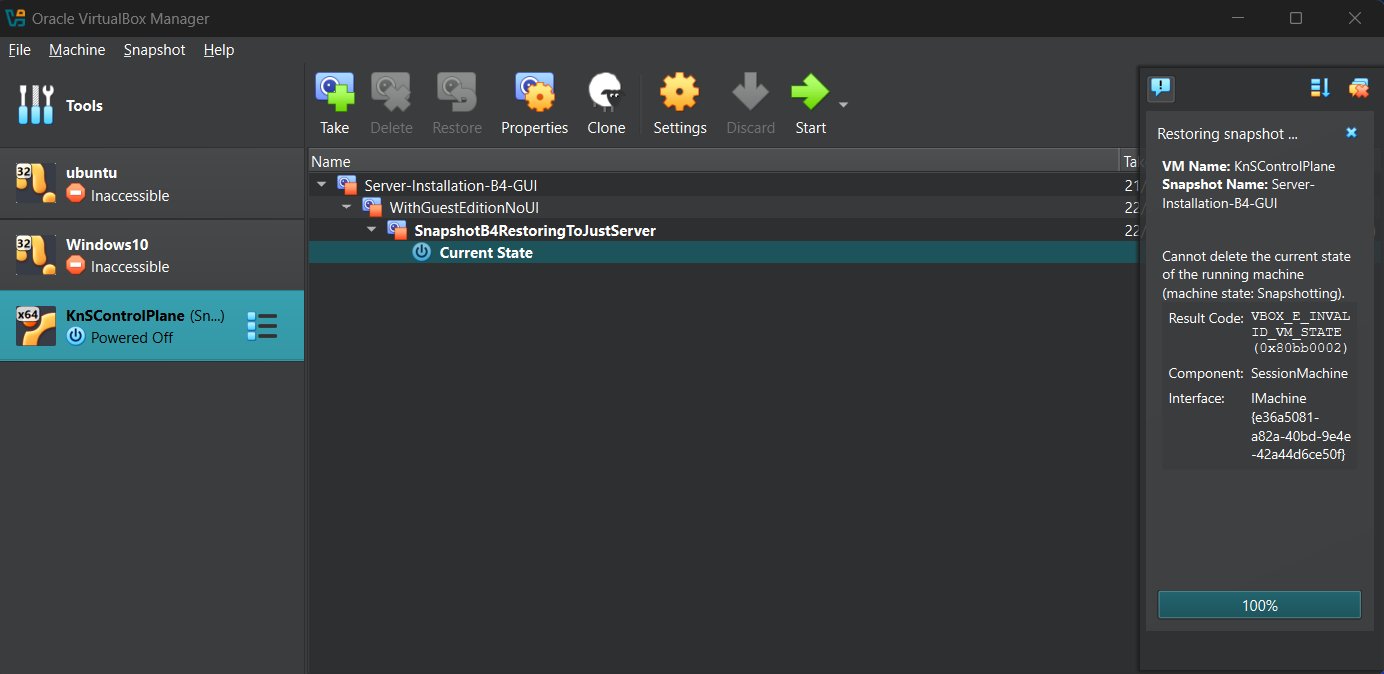 Oracle VirtualBox Manager
File Machine Snapshot Help
Tools
ubuntu
Inaccessible
Windows10
Inaccessible
KnSControlPlane (Sn...)
Powered Off
32
32
x64
Take Delete Restore Properties Clone Settings Discard Start
Name
Server-Installation-B4-GUI 21/
WithGuestEditionNoUI 22/
SnapshotB4RestoringToJustServer 22/
Current State
Restoring snapshot ...
VM Name: KnSControlPlane
Snapshot Name: Server-
Installation-B4-GUI
Cannot delete the current state
of the running machine
(machine state: Snapshotting).
Result Code: VBOX_E_INVAL
ID_VM_STATE
(0x80bb0002)
Component: SessionMachine
Interface: IMachine
{e36a5081-
a82a-40bd-9e4e
-42a44d6ce50f}
100%